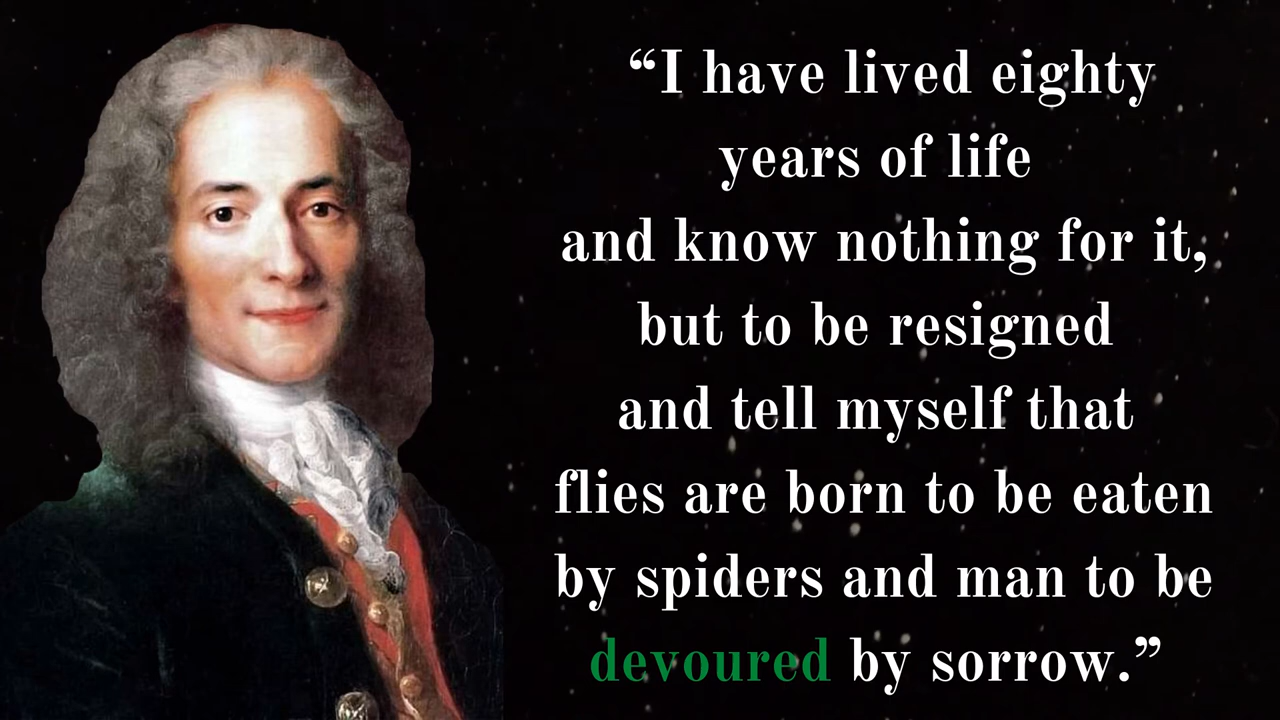 “I have lived eighty
years of life
and know nothing for it,
but to be resigned
and tell myself that
flies are born to be eaten
by spiders and man to be
devoured by sorrow.”